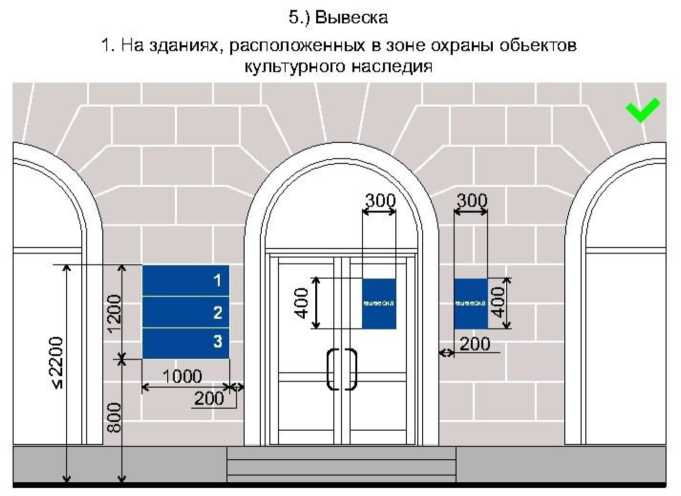 5.) Вывеска
1. На зданиях, расположенных в зоне охраны обьектов
культурного наследия
300
300
1
2
3
вывеска
вывеска
400
400
1200
≤2200
800
1000
200
200